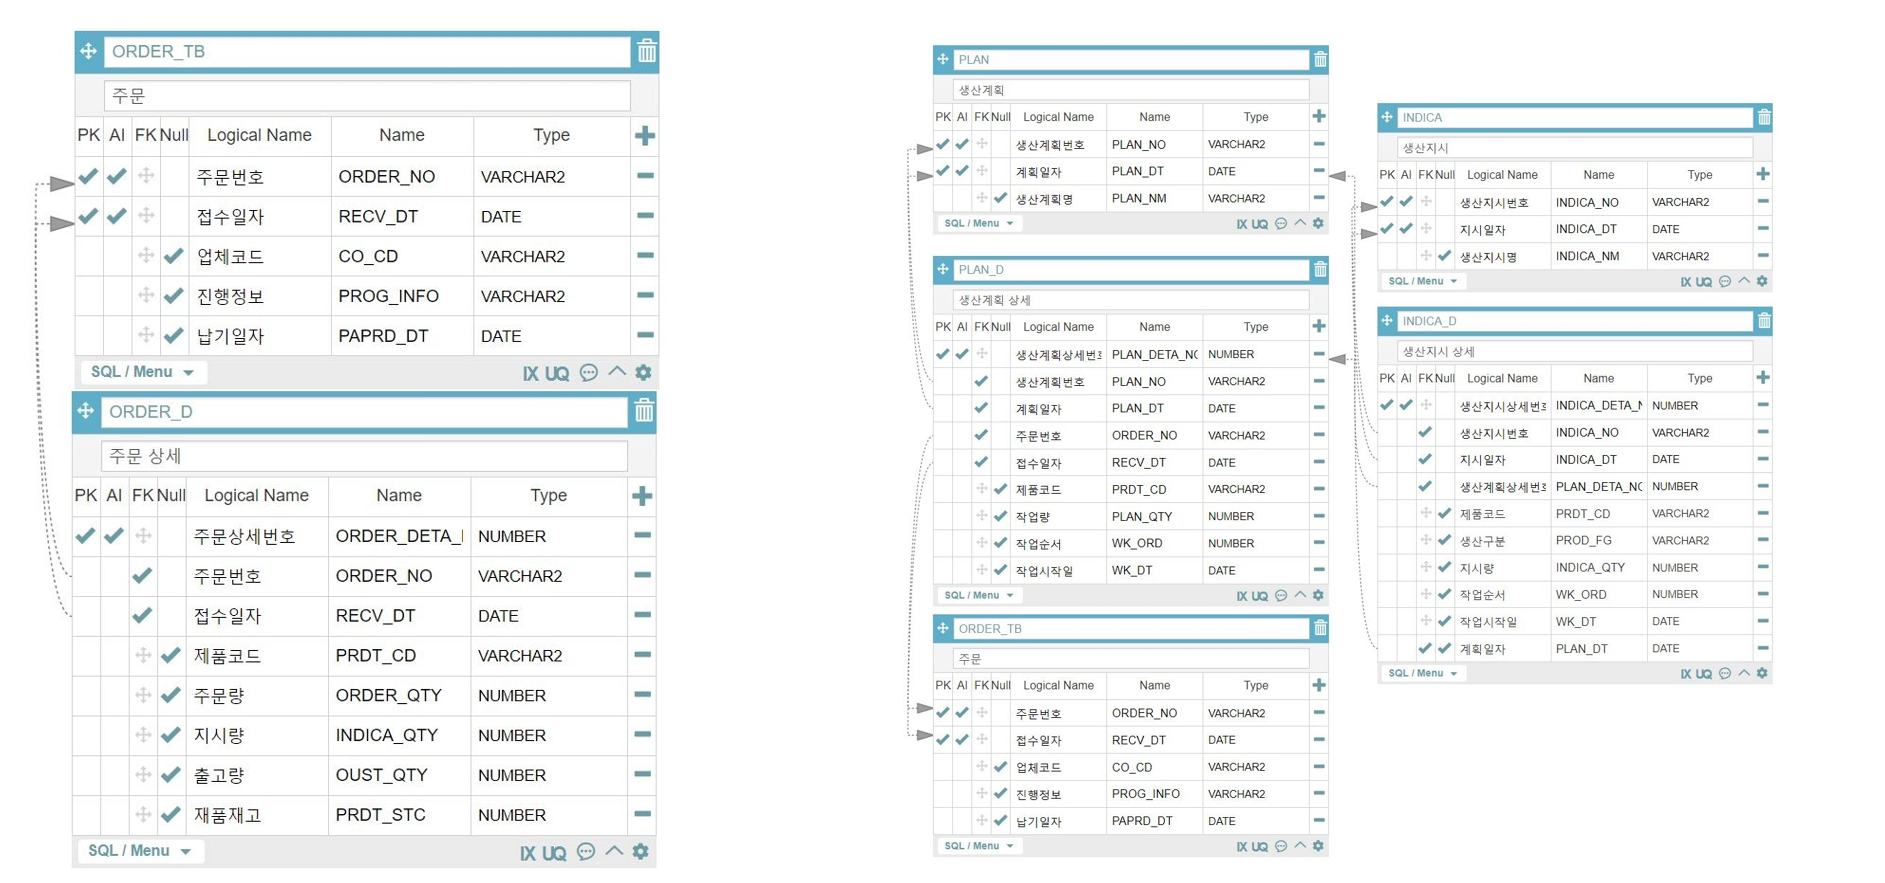 ORDER_TB
주문
PK AI FK Null Logical Name Name Type
주문번호 ORDER_NO VARCHAR2
접수일자 RECV_DT DATE
업체코드 CO_CD VARCHAR2
진행정보 PROG_INFO VARCHAR2
납기일자 PAPRD_DT DATE
SQL / Menu IX UQ
ORDER_D
주문 상세
PK AI FK Null Logical Name Name Type
주문상세번호 ORDER_DETA_ NUMBER
주문번호 ORDER_NO VARCHAR2
접수일자 RECV_DT DATE
제품코드 PRDT_CD VARCHAR2
주문량 ORDER_QTY NUMBER
지시량 INDICA_QTY NUMBER
출고량 OUST_QTY NUMBER
재품재고 PRDT_STC NUMBER
SQL / Menu IX UQ
PLAN
생산계획
PK AI FK Null Logical Name Name Type
생산계획번호 PLAN_NO VARCHAR2
계획일자 PLAN_DT DATE
생산계획명 PLAN_NM VARCHAR2
SQL / Menu IX UQ
PLAN_D
생산계획 상세
PK AI FK Null Logical Name Name Type
생산계획상세번호 PLAN_DETA_NO NUMBER
생산계획번호 PLAN_NO VARCHAR2
계획일자 PLAN_DT DATE
주문번호 ORDER_NO VARCHAR2
접수일자 RECV_DT DATE
제품코드 PRDT_CD VARCHAR2
작업량 PLAN_QTY NUMBER
작업순서 WK_ORD NUMBER
작업시작일 WK_DT DATE
SQL / Menu IX UQ
ORDER_TB
주문
PK AI FK Null Logical Name Name Type
주문번호 ORDER_NO VARCHAR2
접수일자 RECV_DT DATE
업체코드 CO_CD VARCHAR2
진행정보 PROG_INFO VARCHAR2
납기일자 PAPRD_DT DATE
SQL / Menu IX UQ
INDICA
생산지시
PK AI FK Null Logical Name Name Type
생산지시번호 INDICA_NO VARCHAR2
지시일자 INDICA_DT DATE
생산지시명 INDICA_NM VARCHAR2
SQL / Menu IX UQ
INDICA_D
생산지시 상세
PK AI FK Null Logical Name Name Type
생산지시상세번호 INDICA_DETA_N NUMBER
생산지시번호 INDICA_NO VARCHAR2
지시일자 INDICA_DT DATE
생산계획상세번호 PLAN_DETA_NO NUMBER
제품코드 PRDT_CD VARCHAR2
생산구분 PROD_FG VARCHAR2
지시량 INDICA_QTY NUMBER
작업순서 WK_ORD NUMBER
작업시작일 WK_DT DATE
계획일자 PLAN_DT DATE
SQL / Menu IX UQ